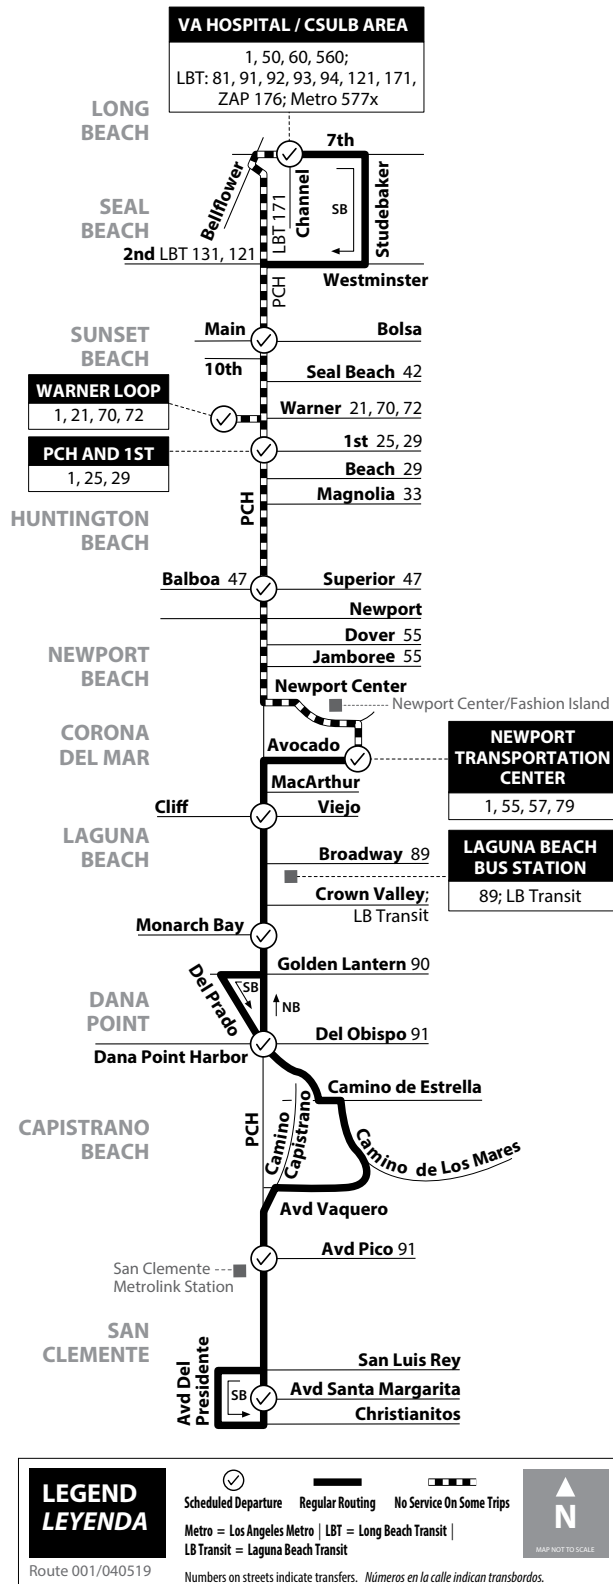 VA HOSPITAL / CSULB AREA
1, 50, 60, 560;
LBT: 81, 91, 92, 93, 94, 121, 171,
ZAP 176; Metro 577x
LONG
BEACH
7th
Bellflower
LBT 171
Channel
SB
Studebaker
SEAL
BEACH
2nd LBT 131, 121
Westminster
PCH
SUNSET
BEACH
Main
Bolsa
10th
Seal Beach 42
WARNER LOOP
1, 21, 70, 72
Warner 21, 70, 72
PCH AND 1ST
1, 25, 29
1st 25, 29
Beach 29
Magnolia 33
PCH
HUNTINGTON
BEACH
Balboa 47
Superior 47
Newport
Dover 55
Jamboree 55
NEWPORT
BEACH
Newport Center
Newport Center/Fashion Island
CORONA
DEL MAR
Avocado
NEWPORT
TRANSPORTATION
CENTER
1, 55, 57, 79
MacArthur
Cliff
Viejo
LAGUNA
BEACH
Broadway 89
LAGUNA BEACH
BUS STATION
89; LB Transit
Crown Valley;
LB Transit
Monarch Bay
Golden Lantern 90
Del Prado
SB
NB
DANA
POINT
Del Obispo 91
Dana Point Harbor
Camino de Estrella
PCH
Camino
Capistrano
CAPISTRANO
BEACH
Camino de Los Mares
Avd Vaquero
Avd Pico 91
San Clemente
Metrolink Station
SAN
CLEMENTE
San Luis Rey
Avd Del
Presidente
SB
Avd Santa Margarita
Christianitos
LEGEND
LEYENDA
Route 001/040519
Scheduled Departure
Regular Routing
No Service On Some Trips
Metro = Los Angeles Metro | LBT = Long Beach Transit |
LB Transit = Laguna Beach Transit
Numbers on streets indicate transfers. Números en la calle indican transbordos.
N
MAP NOT TO SCALE